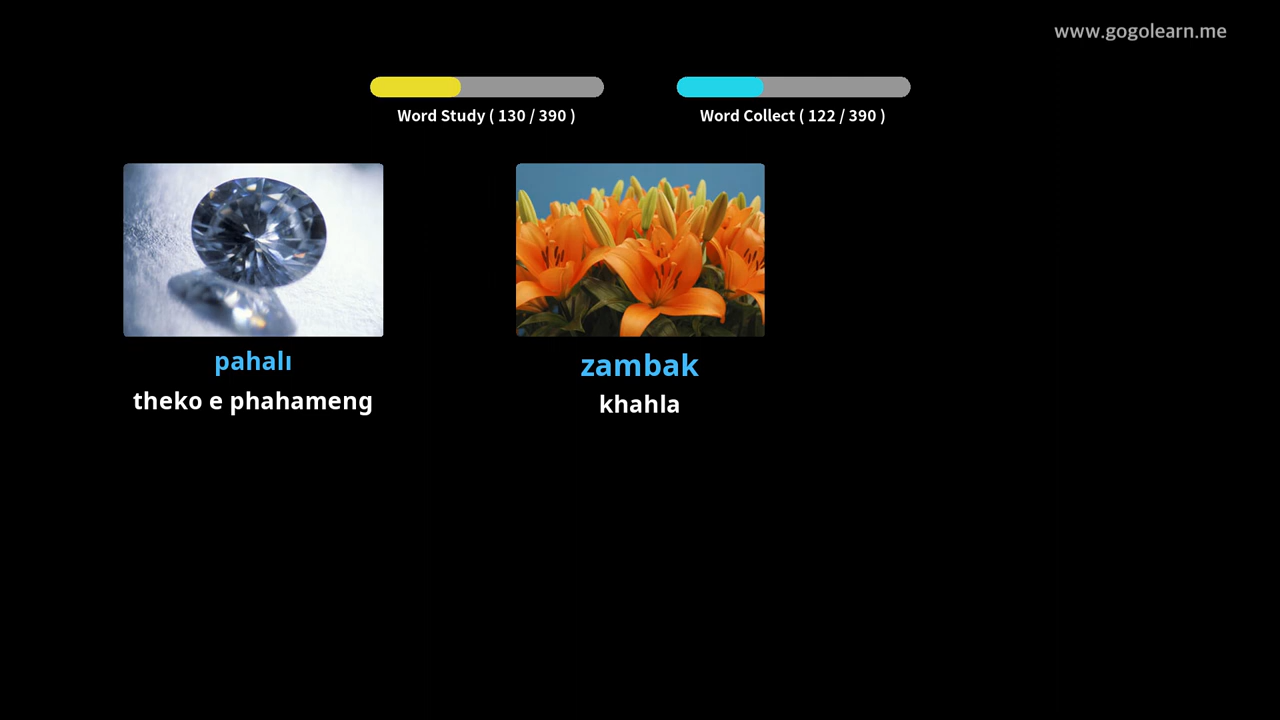 www.gogolearn.me
Word Study ( 130 / 390 )
Word Collect ( 122 / 390 )
pahalı
theko e phahameng
zambak
khahla